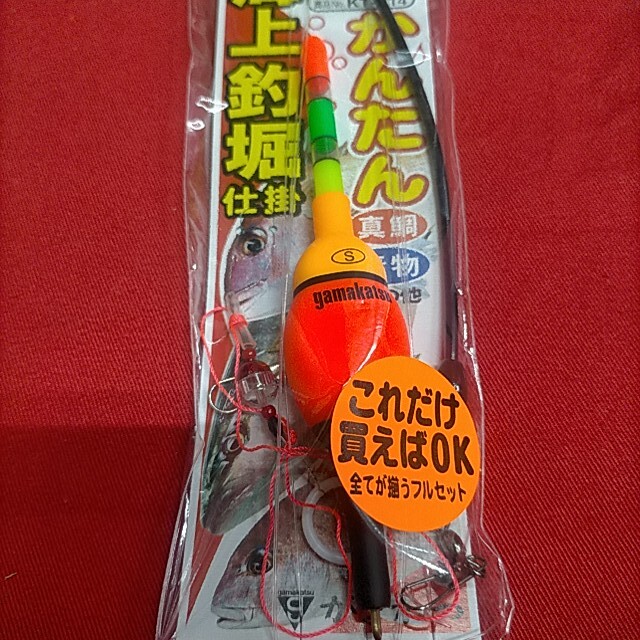 海上釣堀
仕掛
かんたん
真鯛
物
S
gamakatsu
これだけ
買えばOK
全てが揃うフルセット
gamakatsu